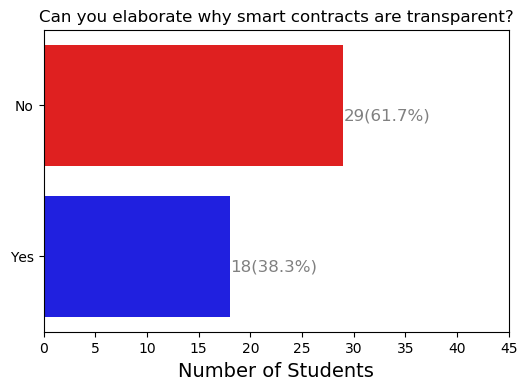 Can you elaborate why smart contracts are transparent?
No
29(61.7%)
Yes
18(38.3%)
0 5 10 15 20 25 30 35 40 45
Number of Students